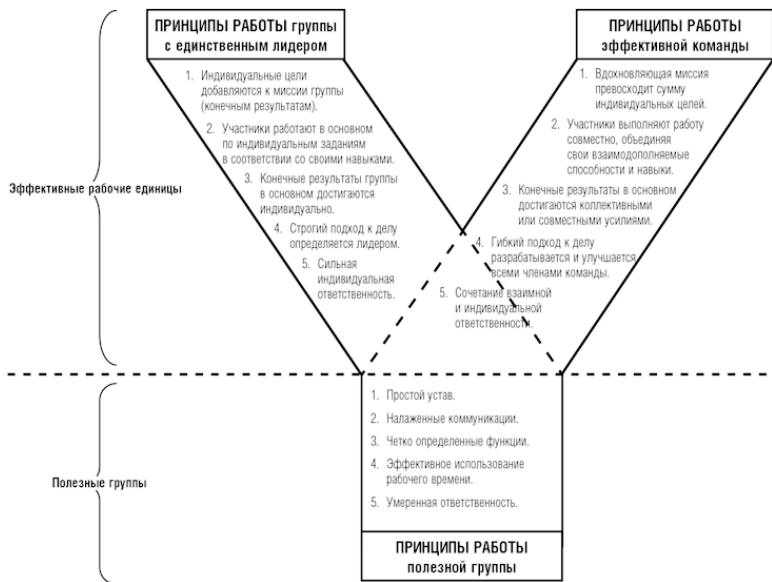 ПРИНЦИПЫ РАБОТЫ группы
с единственным лидером
1. Индивидуальные цели
добавляются к миссии группы
(конечным результатам).
2. Участники работают в основном
по индивидуальным заданиям
в соответствии со своими навыками.
3. Конечные результаты группы
в основном достигаются
индивидуально.
4. Строгий подход к делу
определяется лидером.
5. Сильная
индивидуальная
ответственность.
ПРИНЦИПЫ РАБОТЫ
эффективной команды
1. Вдохновляющая миссия
превосходит сумму
индивидуальных целей.
2. Участники выполняют работу
совместно, объединяя
свои взаимодополняемые
способности и навыки.
3. Конечные результаты в основном
достигаются коллективными
или совместными усилиями.
4. Гибкий подход к делу
разрабатывается и улучшается
всеми членами команды.
5. Сочетание взаимной
и индивидуальной
ответственности.
Эффективные рабочие единицы
1. Простой устав.
2. Налаженные коммуникации.
3. Четко определенные функции.
4. Эффективное использование
рабочего времени.
5. Умеренная ответственность.
Полезные группы
ПРИНЦИПЫ РАБОТЫ
полезной группы